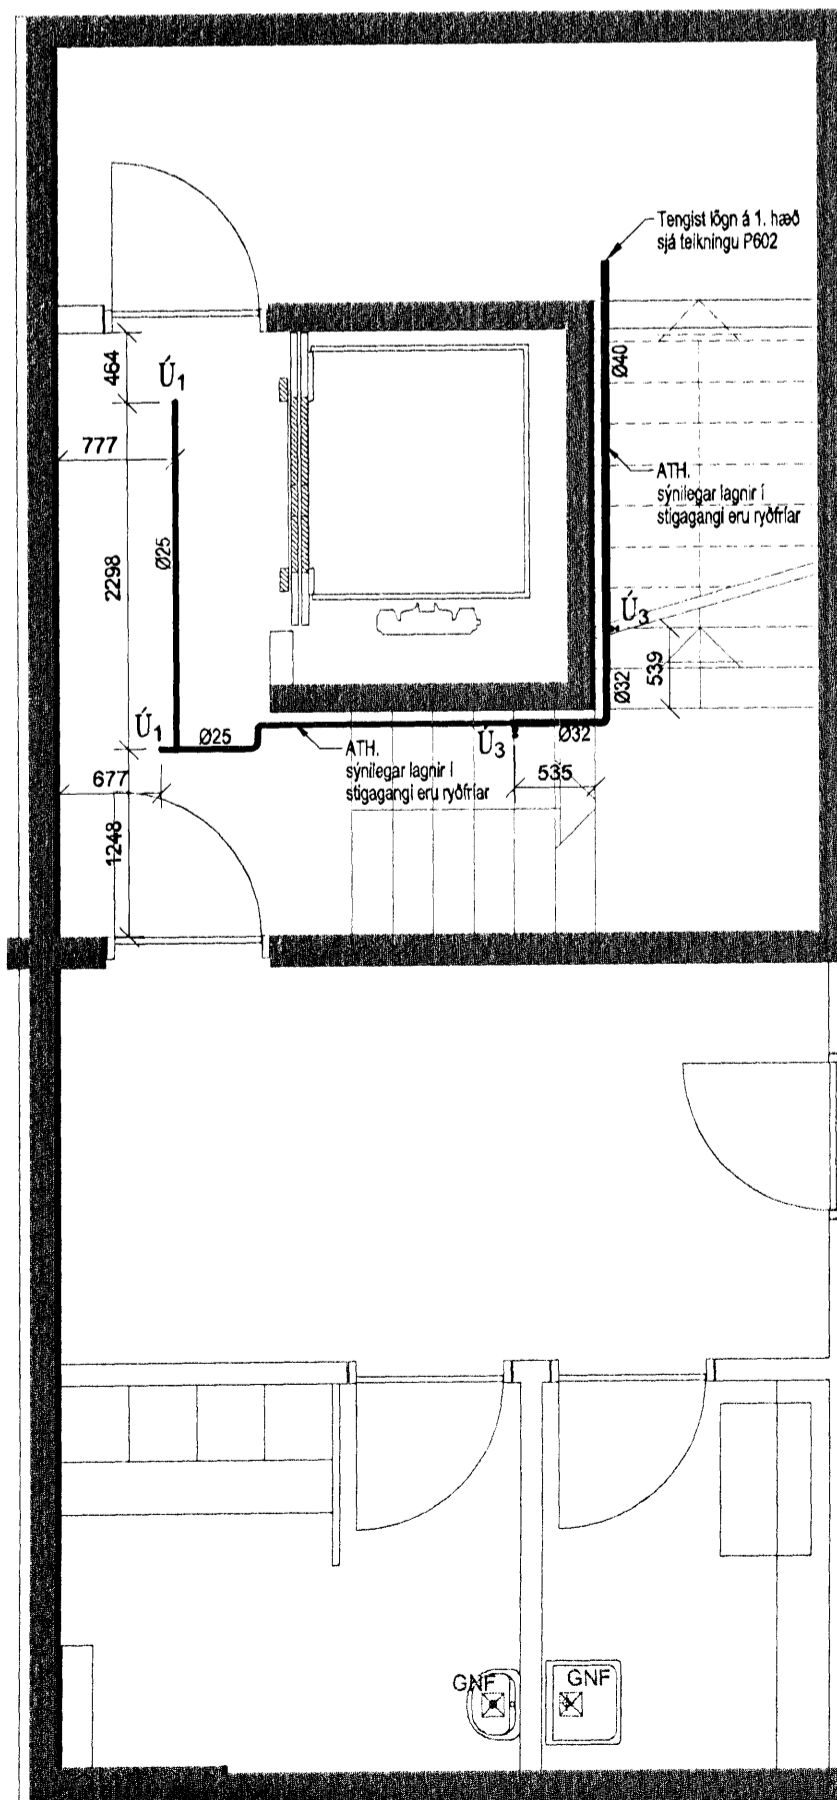 Tengist lögn á 1. hæð
sjá teikningu P602
Ø40
464
Ú1
777
ATH.
sýnilegar lagnir í
stigagangi eru ryðfríar
2298
Ø25
Ú3
539
Ø32
Ú1
Ø25
Ú3
Ø32
ATH.
sýnilegar lagnir í
stigagangi eru ryðfríar
677
535
1248
GNF
GNF